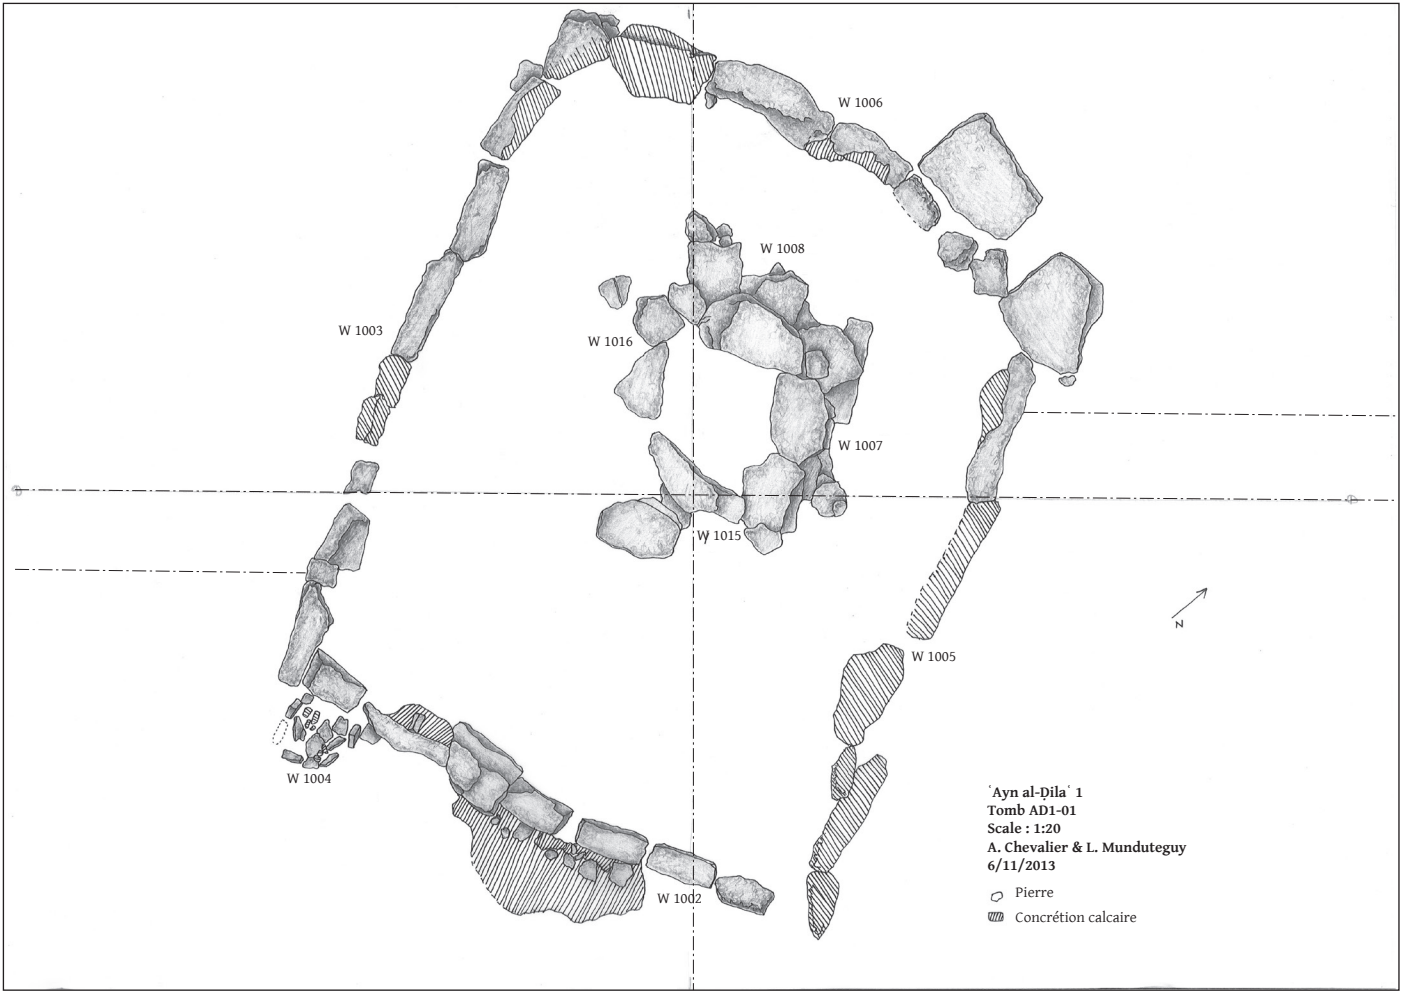 W 1006
W 1008
W 1003
W 1016
W 1007
W 1015
N
W 1005
W 1004
W 1002
ʿAyn al-Ḍilaʿ 1
Tomb AD1-01
Scale : 1:20
A. Chevalier & L. Munduteguy
6/11/2013
Pierre
Concrétion calcaire